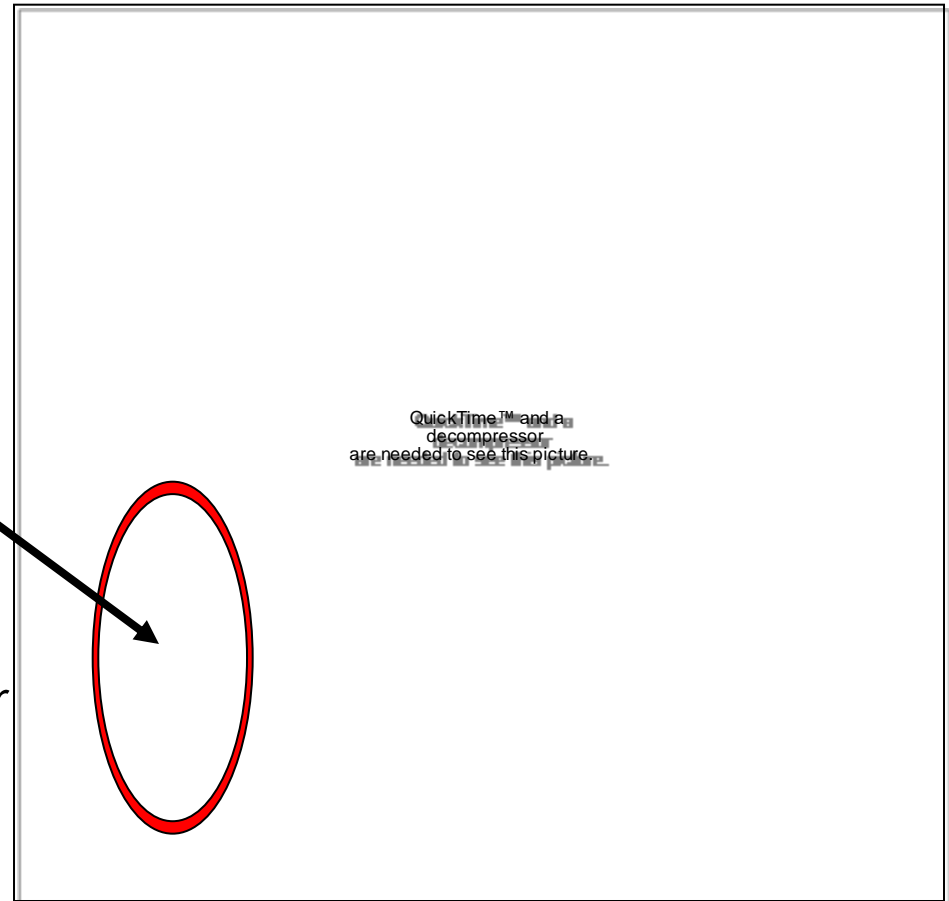 QuickTime™ and a
decompressor
are needed to see this picture.
r